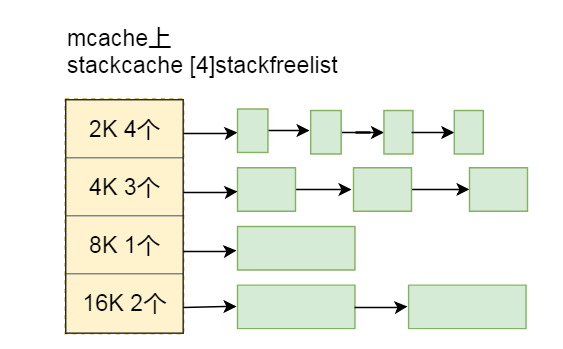 mcache上
stackcache [4]stackfreelist
2K 4个
4K 3个
8K 1个
16K 2个